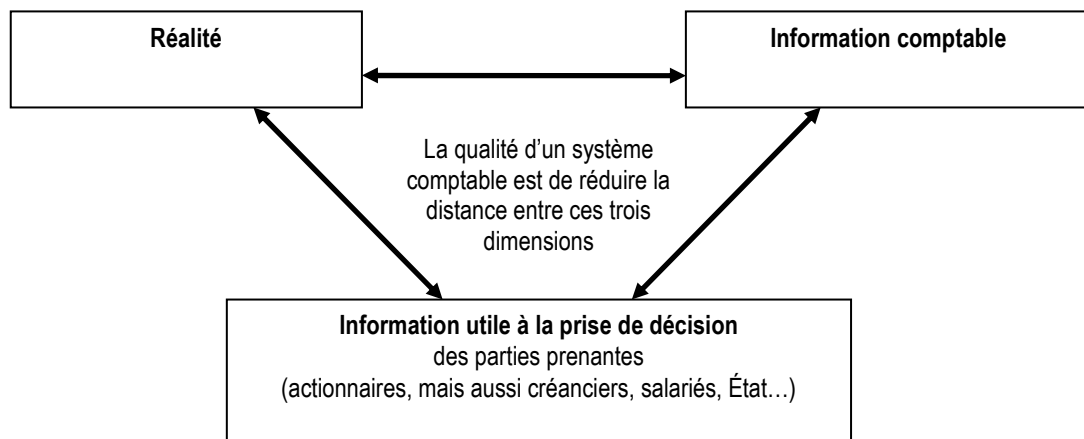 Réalité
Information comptable
La qualité d’un système
comptable est de réduire la
distance entre ces trois
dimensions
Information utile à la prise de décision
des parties prenantes
(actionnaires, mais aussi créanciers, salariés, État…)